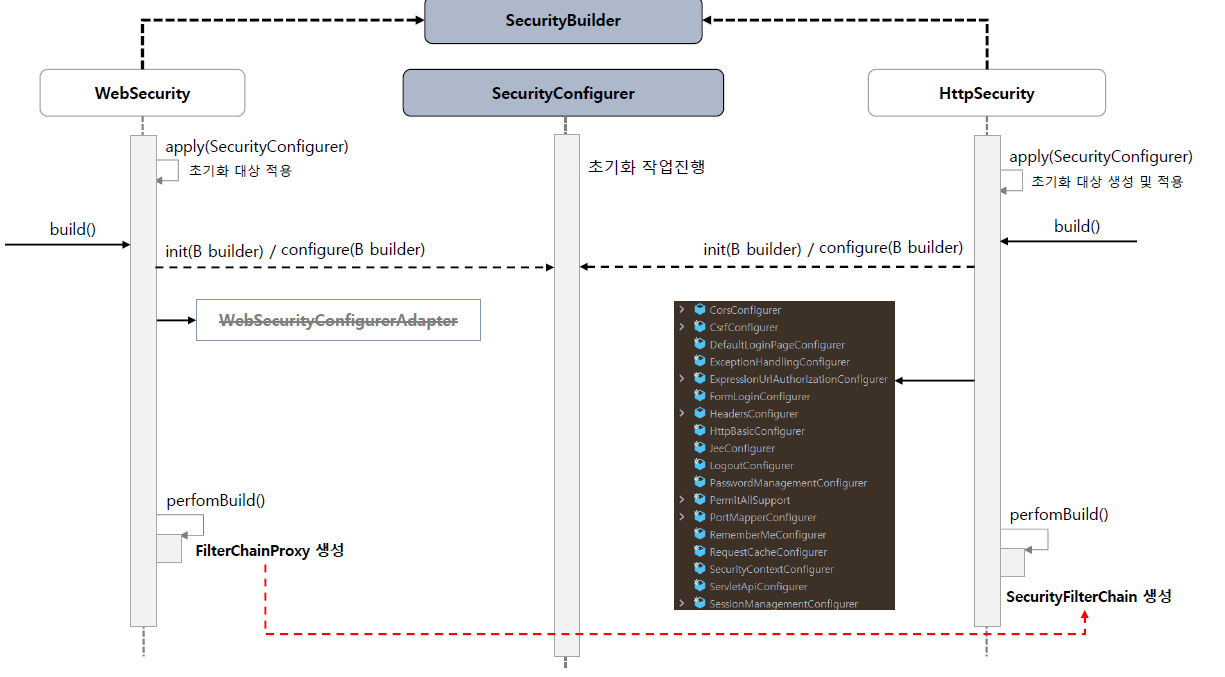 SecurityBuilder
WebSecurity
SecurityConfigurer
HttpSecurity
apply(SecurityConfigurer)
초기화 대상 적용
초기화 작업진행
apply(SecurityConfigurer)
초기화 대상 생성 및 적용
build()
build()
init(B builder) / configure(B builder)
init(B builder) / configure(B builder)
WebSecurityConfigurerAdapter
CorsConfigurer
CsrfConfigurer
DefaultLoginPageConfigurer
ExceptionHandlingConfigurer
ExpressionUrlAuthorizationConfigurer
FormLoginConfigurer
HeadersConfigurer
HttpBasicConfigurer
JeeConfigurer
LogoutConfigurer
PasswordManagementConfigurer
PermitAllSupport
PortMapperConfigurer
RememberMeConfigurer
RequestCacheConfigurer
SecurityContextConfigurer
ServletApiConfigurer
SessionManagementConfigurer
perfomBuild()
FilterChainProxy 생성
perfomBuild()
SecurityFilterChain 생성